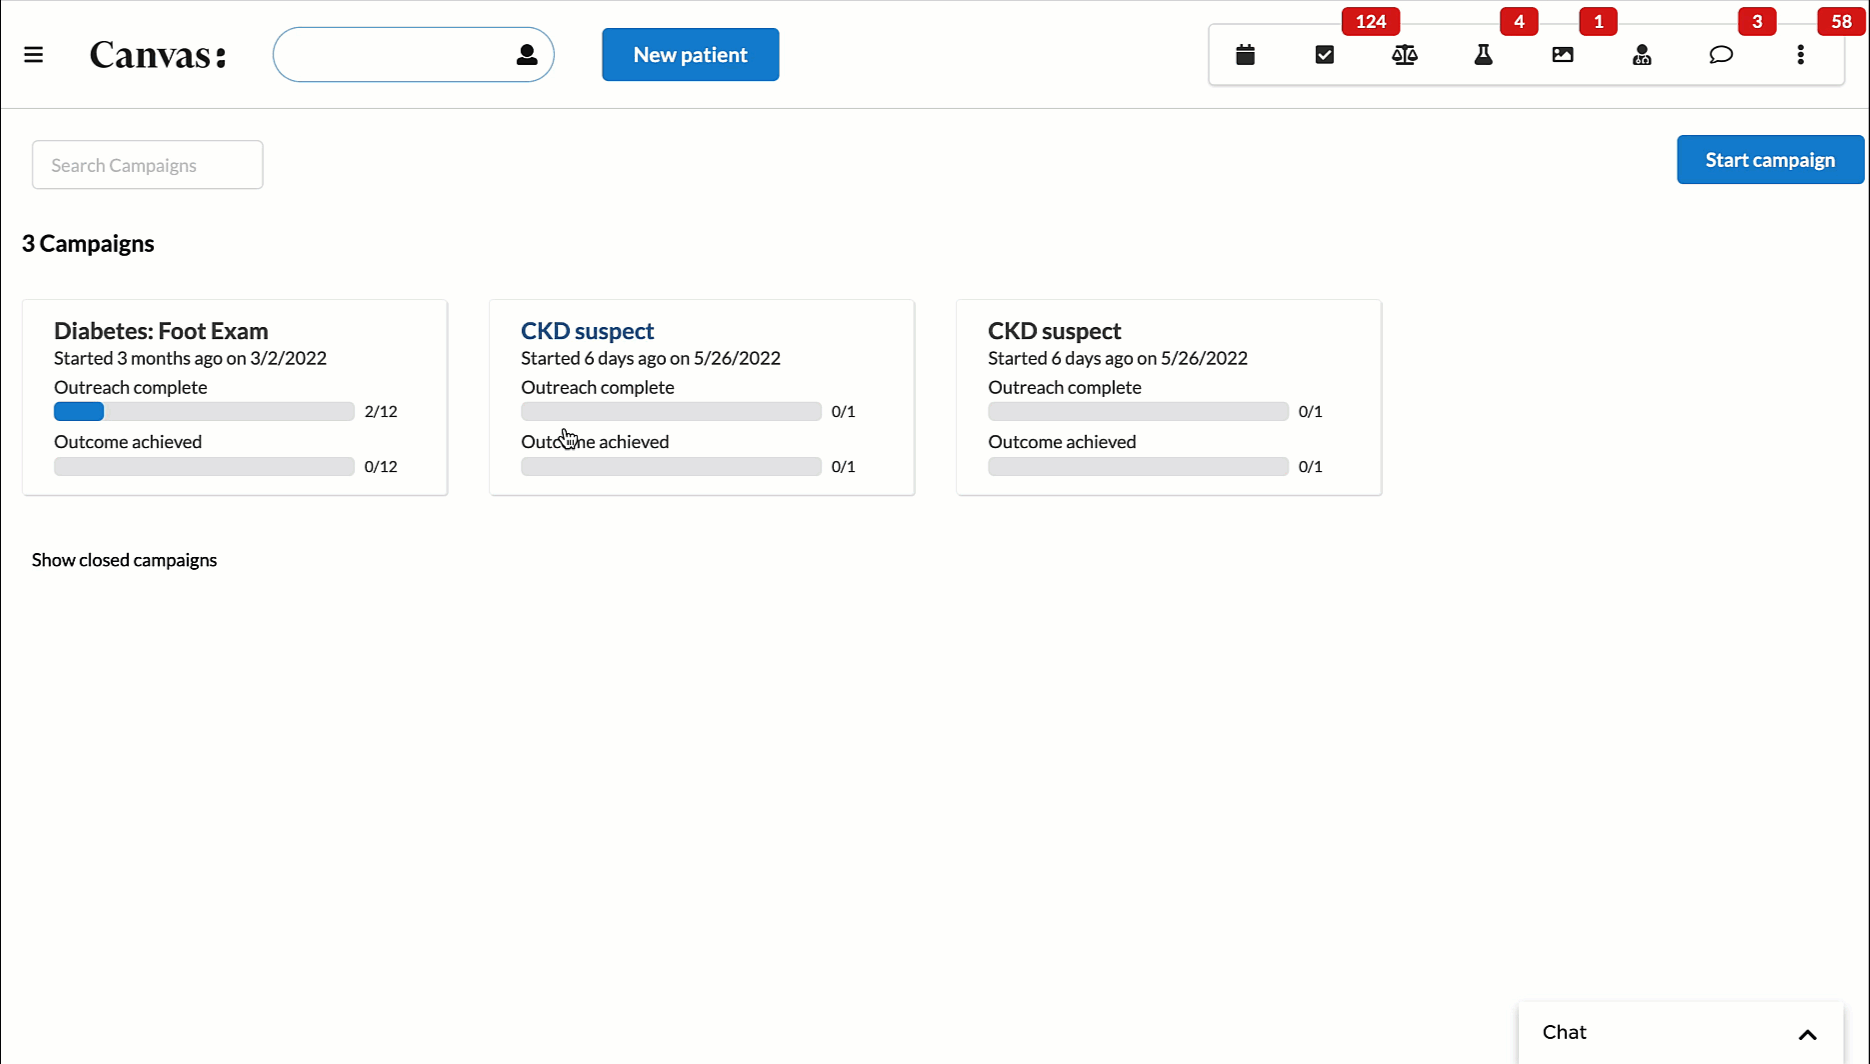 124
4
1
3
58
Canvas:
New patient
Search Campaigns
Start campaign
3 Campaigns
Diabetes: Foot Exam
Started 3 months ago on 3/2/2022
Outreach complete
2/12
Outcome achieved
0/12
CKD suspect
Started 6 days ago on 5/26/2022
Outreach complete
0/1
Outcome achieved
0/1
CKD suspect
Started 6 days ago on 5/26/2022
Outreach complete
0/1
Outcome achieved
0/1
Show closed campaigns
Chat